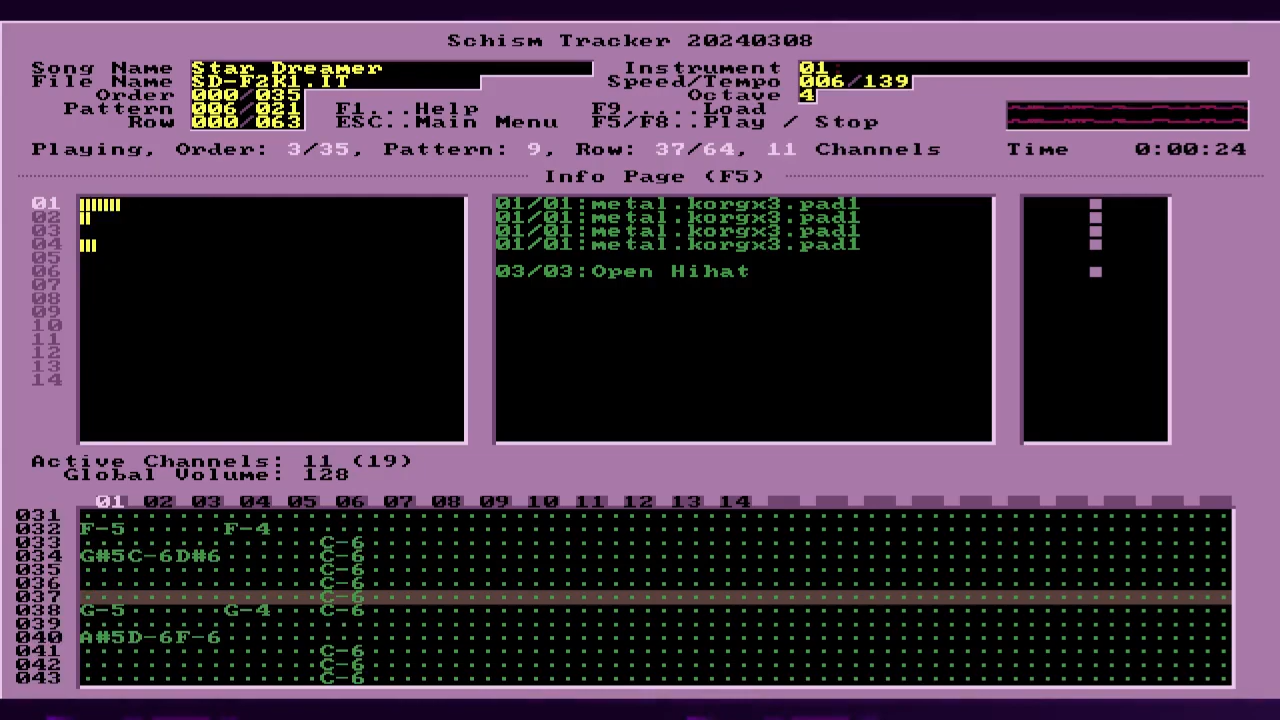 Schism Tracker 20240308
Song Name Star Dreamer Instrument 01
File Name SD-F2K1.IT Speed/Tempo 006/139
Order 000/035 Octave 4
Pattern 006/021 F1...Help F9....Load
Row 000/063 ESC..Main Menu F5/F8..Play / Stop
Playing, Order: 3/35, Pattern: 9, Row: 37/64, 11 Channels Time 0:00:24
Info Page (F5)
01 01/01:metal.korgx3.pad1
02 01/01:metal.korgx3.pad1
03 01/01:metal.korgx3.pad1
04 01/01:metal.korgx3.pad1
05
06 03/03:Open Hihat
07
08
09
10
11
12
13
14
Active Channels: 11 (19)
Global Volume: 128
01 02 03 04 05 06 07 08 09 10 11 12 13 14
031
032 F-5 F-4
033 C-6
034 G#5 C-6 D#6 C-6
035 C-6
036 C-6
037 C-6
038 G-5 G-4 C-6
039
040 A#5 D-6 F-6
041 C-6
042 C-6
043 C-6